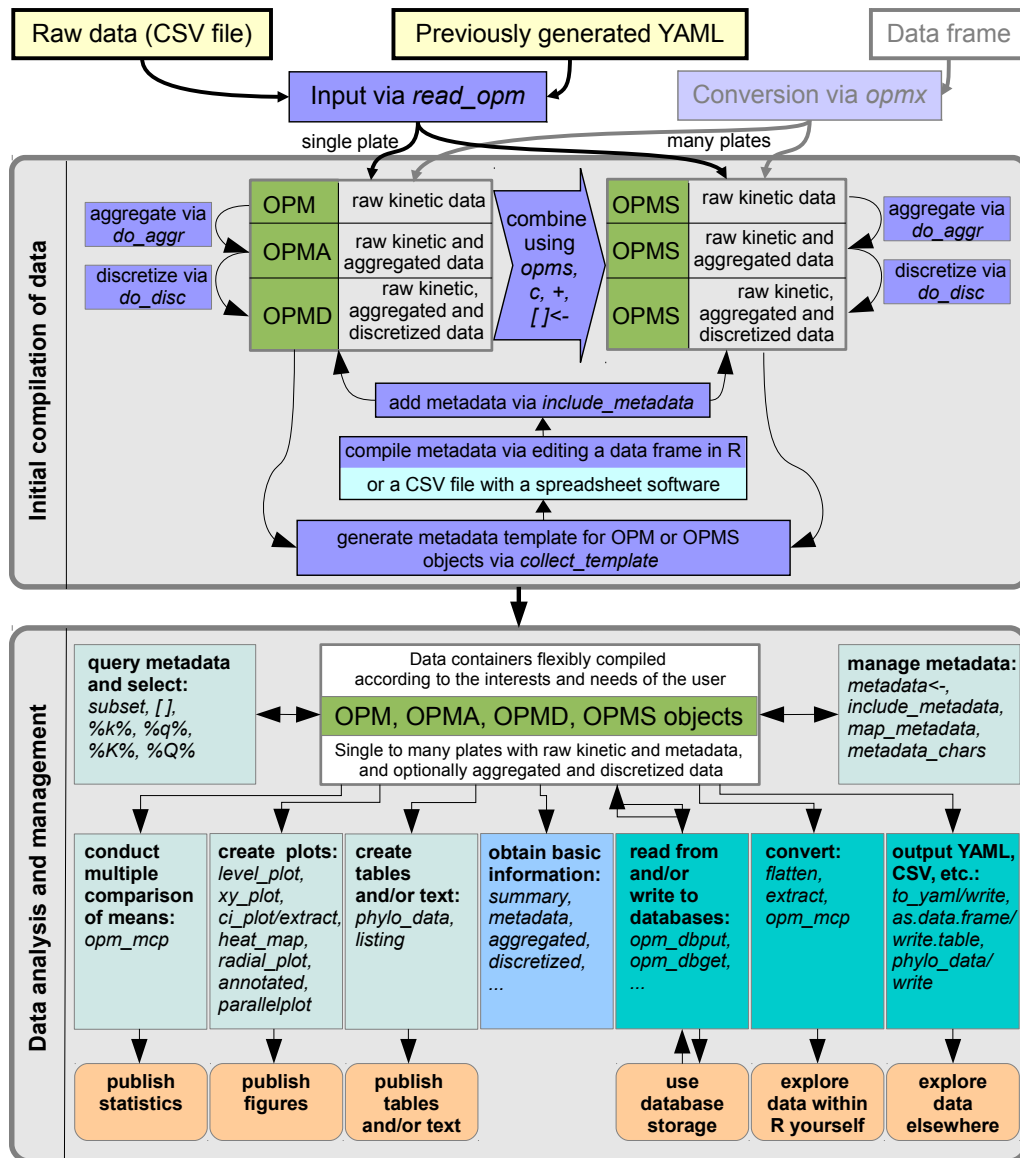 Raw data (CSV file)
Previously generated YAML
Data frame
Input via read_opm
Conversion via opmx
single plate
many plates
Initial compilation of data
aggregate via
do_aggr
discretize via
do_disc
OPM
raw kinetic data
OPMA
raw kinetic and
aggregated data
OPMD
raw kinetic,
aggregated and
discretized data
combine
using
opms,
c, +,
[ ]<-
OPMS
raw kinetic data
OPMS
raw kinetic and
aggregated data
OPMS
raw kinetic,
aggregated and
discretized data
aggregate via
do_aggr
discretize via
do_disc
add metadata via include_metadata
compile metadata via editing a data frame in R
or a CSV file with a spreadsheet software
generate metadata template for OPM or OPMS
objects via collect_template
Data analysis and management
query metadata
and select:
subset, [ ],
%k%, %q%,
%K%, %Q%
Data containers flexibly compiled
according to the interests and needs of the user
OPM, OPMA, OPMD, OPMS objects
Single to many plates with raw kinetic and metadata,
and optionally aggregated and discretized data
manage metadata:
metadata<-,
include_metadata,
map_metadata,
metadata_chars
conduct
multiple
comparison
of means:
opm_mcp
create plots:
level_plot,
xy_plot,
ci_plot/extract,
heat_map,
radial_plot,
annotated,
parallelplot
create
tables
and/or text:
phylo_data,
listing
obtain basic
information:
summary,
metadata,
aggregated,
discretized,
...
read from
and/or
write to
databases:
opm_dbput,
opm_dbget,
...
convert:
flatten,
extract,
opm_mcp
output YAML,
CSV, etc.:
to_yaml/write,
as.data.frame/
write.table,
phylo_data/
write
publish
statistics
publish
figures
publish
tables
and/or text
use
database
storage
explore
data within
R yourself
explore
data
elsewhere